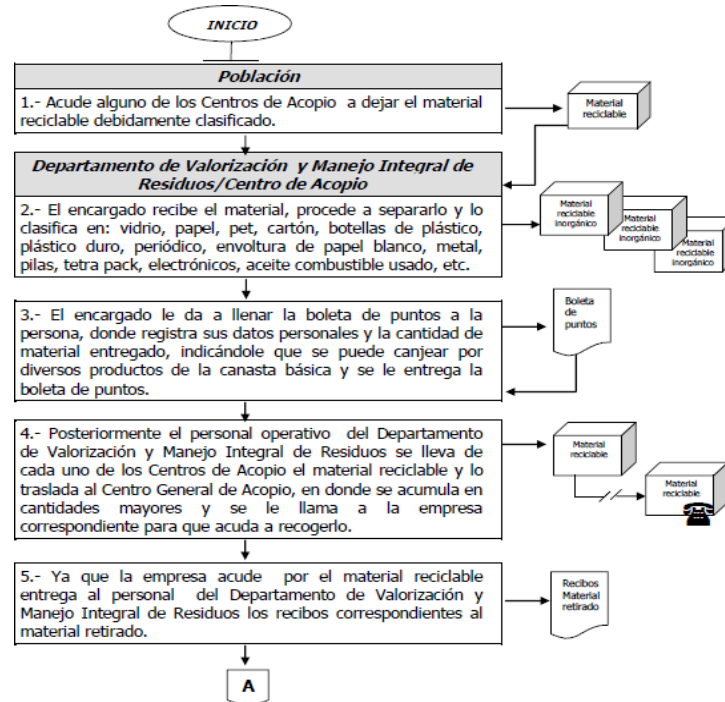 INICIO
Población
1.- Acude alguno de los Centros de Acopio a dejar el material
reciclable debidamente clasificado.
Material
reciclable
Departamento de Valorización y Manejo Integral de
Residuos/Centro de Acopio
2.- El encargado recibe el material, procede a separarlo y lo
clasifica en: vidrio, papel, pet, cartón, botellas de plástico,
plástico duro, periódico, envoltura de papel blanco, metal,
pilas, tetra pack, electrónicos, aceite combustible usado, etc.
Material
reciclable
inorgánico
Material
reciclable
inorgánico
Material
reciclable
inorgánico
3.- El encargado le da a llenar la boleta de puntos a la
persona, donde registra sus datos personales y la cantidad de
material entregado, indicándole que se puede canjear por
diversos productos de la canasta básica y se le entrega la
boleta de puntos.
Boleta
de
puntos
4.- Posteriormente el personal operativo del Departamento
de Valorización y Manejo Integral de Residuos se lleva de
cada uno de los Centros de Acopio el material reciclable y lo
traslada al Centro General de Acopio, en donde se acumula en
cantidades mayores y se le llama a la empresa
correspondiente para que acuda a recogerlo.
Material
reciclable
Material
reciclable
5.- Ya que la empresa acude por el material reciclable
entrega al personal del Departamento de Valorización y
Manejo Integral de Residuos los recibos correspondientes al
material retirado.
Recibos
Material
retirado
A